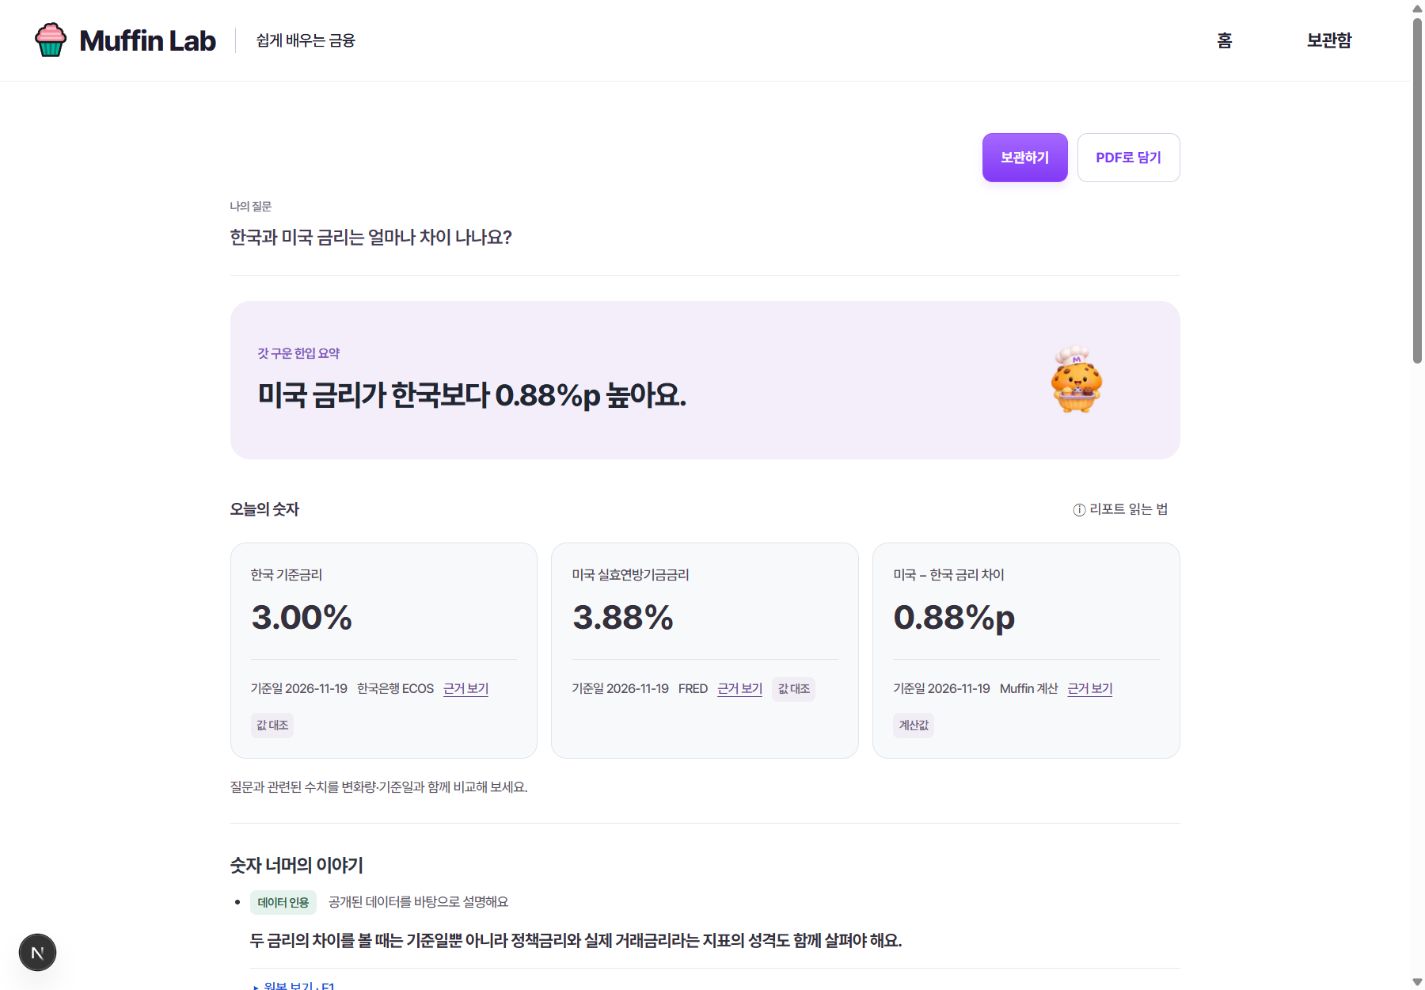 Muffin Lab
쉽게 배우는 금융
홈
보관함
보관하기
PDF로 담기
나의 질문
한국과 미국 금리는 얼마나 차이 나나요?
갓 구운 한입 요약
미국 금리가 한국보다 0.88%p 높아요.
M
오늘의 숫자
ⓘ 리포트 읽는 법
한국 기준금리
3.00%
기준일 2026-11-19 한국은행 ECOS 근거 보기
값 대조
미국 실효연방기금금리
3.88%
기준일 2026-11-19 FRED 근거 보기 값 대조
미국 − 한국 금리 차이
0.88%p
기준일 2026-11-19 Muffin 계산 근거 보기
계산값
질문과 관련된 수치를 변화량·기준일과 함께 비교해 보세요.
숫자 너머의 이야기
데이터 인용 공개된 데이터를 바탕으로 설명해요
두 금리의 차이를 볼 때는 기준일뿐 아니라 정책금리와 실제 거래금리라는 지표의 성격도 함께 살펴야 해요.
N